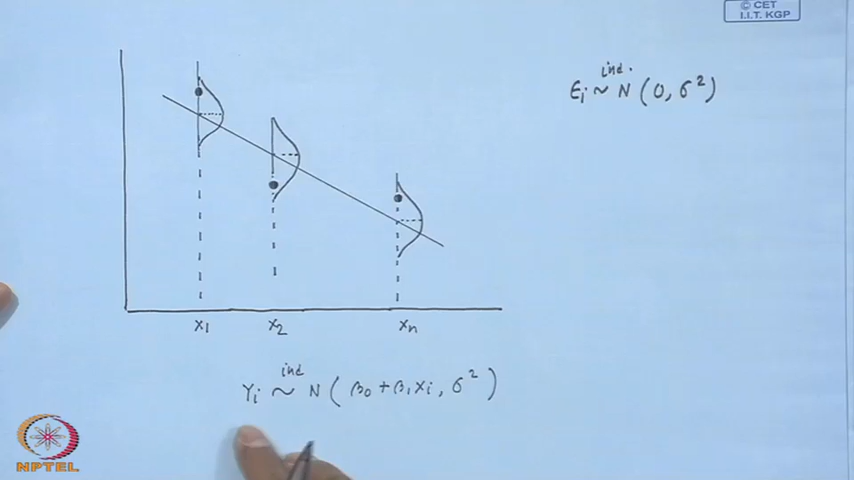 © CET
I.I.T. KGP
ϵᵢ ~ⁱⁿᵈ· N (0, σ²)
x₁ x₂ xₙ
Yᵢ ~ⁱⁿᵈ N ( β₀ + β₁xᵢ , σ² )
NPTEL